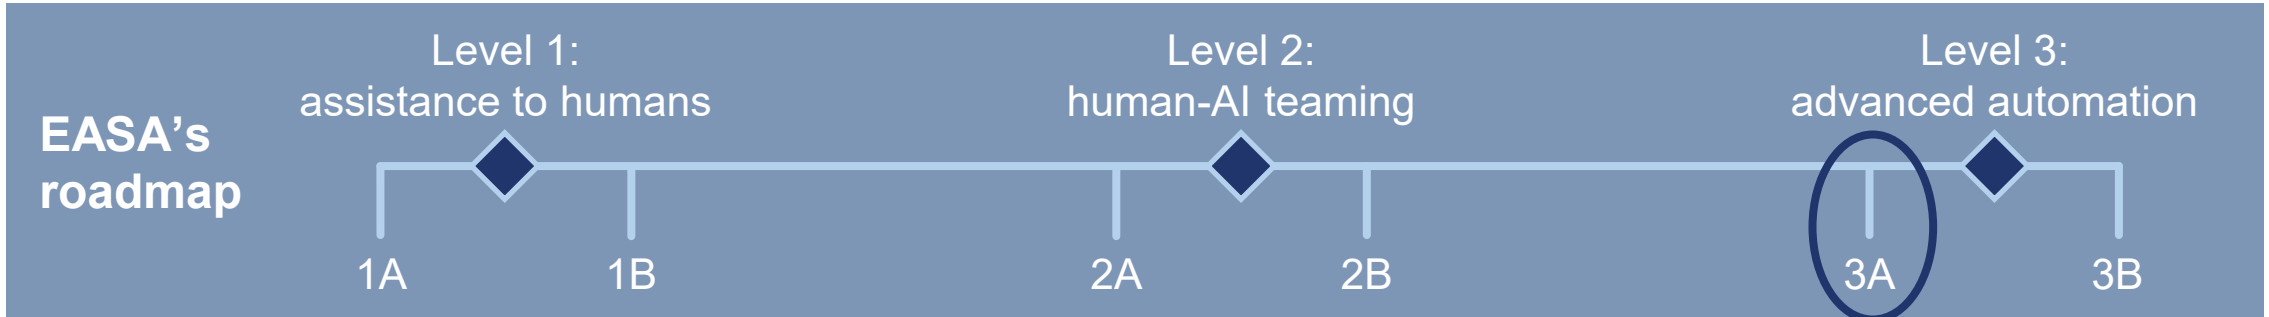 EASA's
roadmap
Level 1:
assistance to humans
Level 2:
human-AI teaming
Level 3:
advanced automation
1A
1B
2A
2B
3A
3B